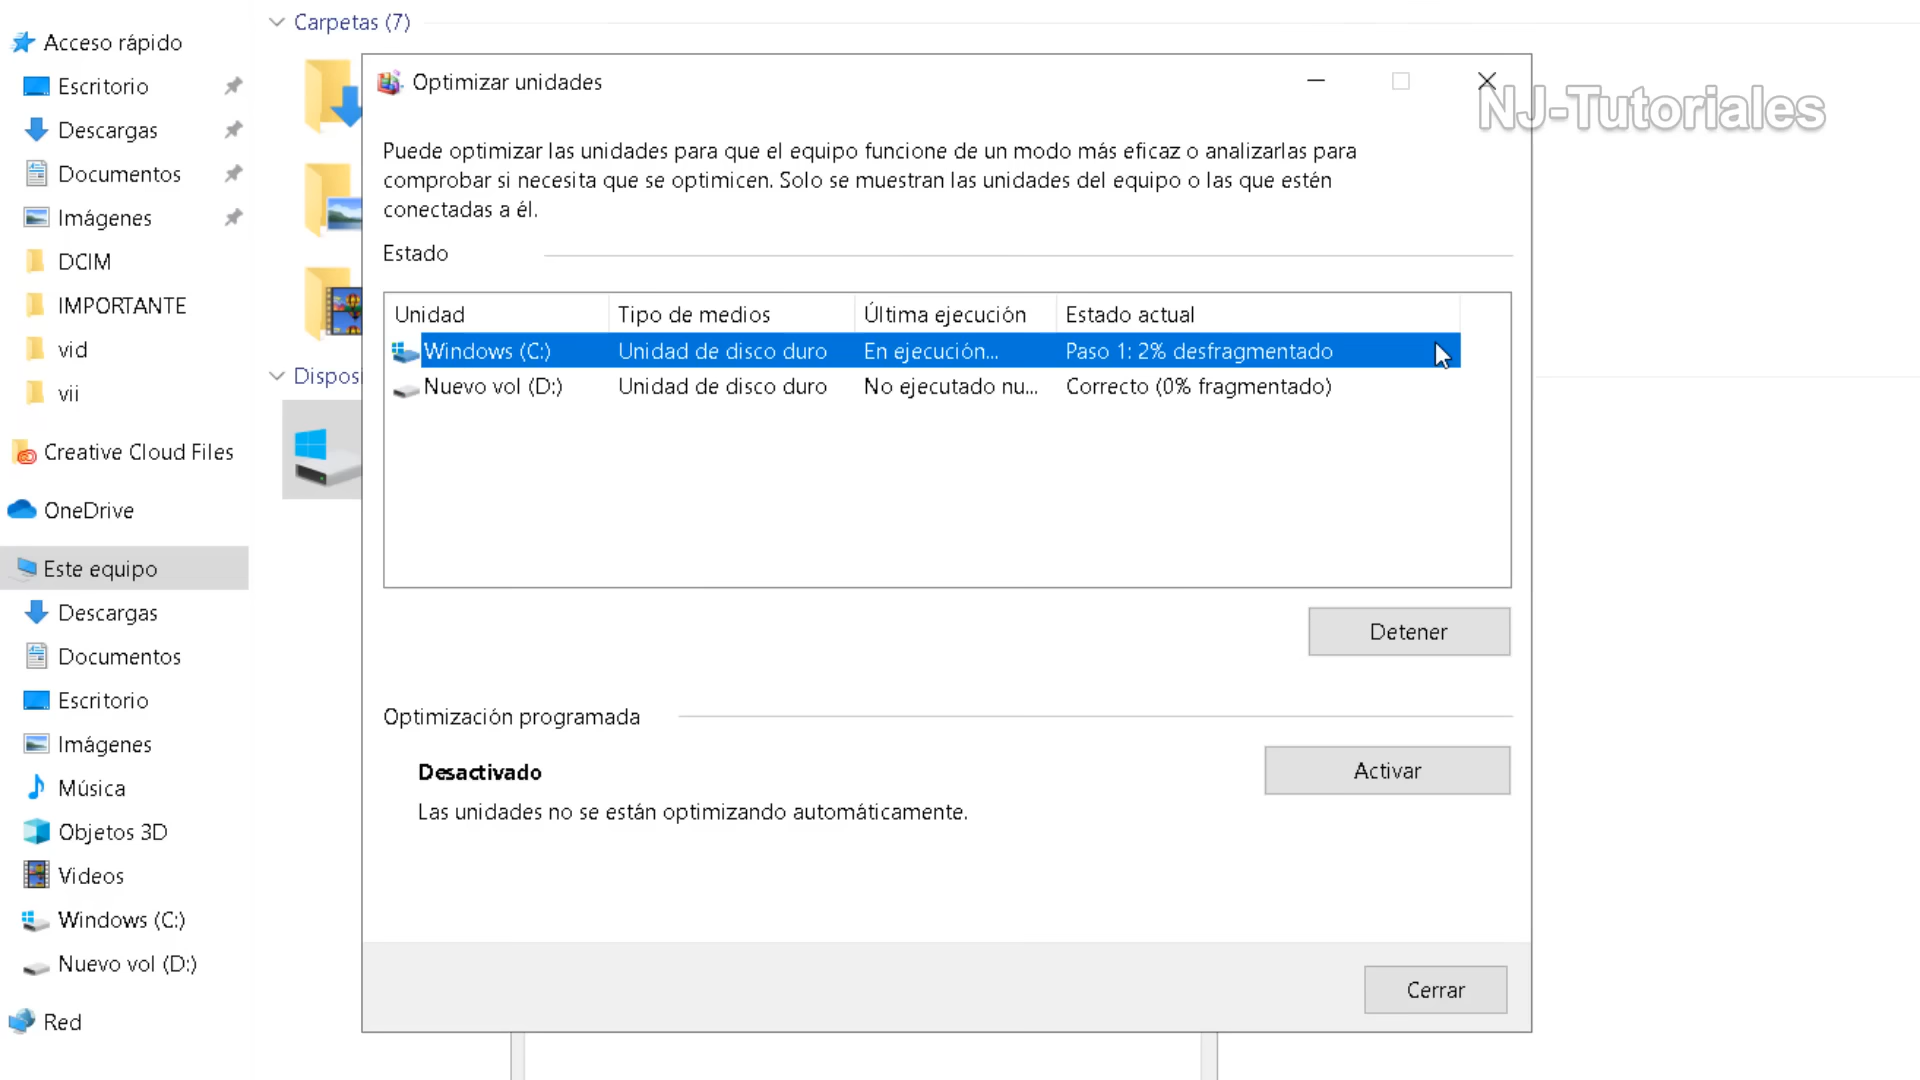 Acceso rápido
Escritorio
Descargas
Documentos
Imágenes
DCIM
IMPORTANTE
vid
vii
Creative Cloud Files
OneDrive
Este equipo
Descargas
Documentos
Escritorio
Imágenes
Música
Objetos 3D
Videos
Windows (C:)
Nuevo vol (D:)
Red
Carpetas (7)
Disposi
Optimizar unidades
NJ-Tutoriales
Puede optimizar las unidades para que el equipo funcione de un modo más eficaz o analizarlas para
comprobar si necesita que se optimicen. Solo se muestran las unidades del equipo o las que estén
conectadas a él.
Estado
Unidad Tipo de medios Última ejecución Estado actual
Windows (C:) Unidad de disco duro En ejecución... Paso 1: 2% desfragmentado
Nuevo vol (D:) Unidad de disco duro No ejecutado nu... Correcto (0% fragmentado)
Detener
Optimización programada
Desactivado
Activar
Las unidades no se están optimizando automáticamente.
Cerrar